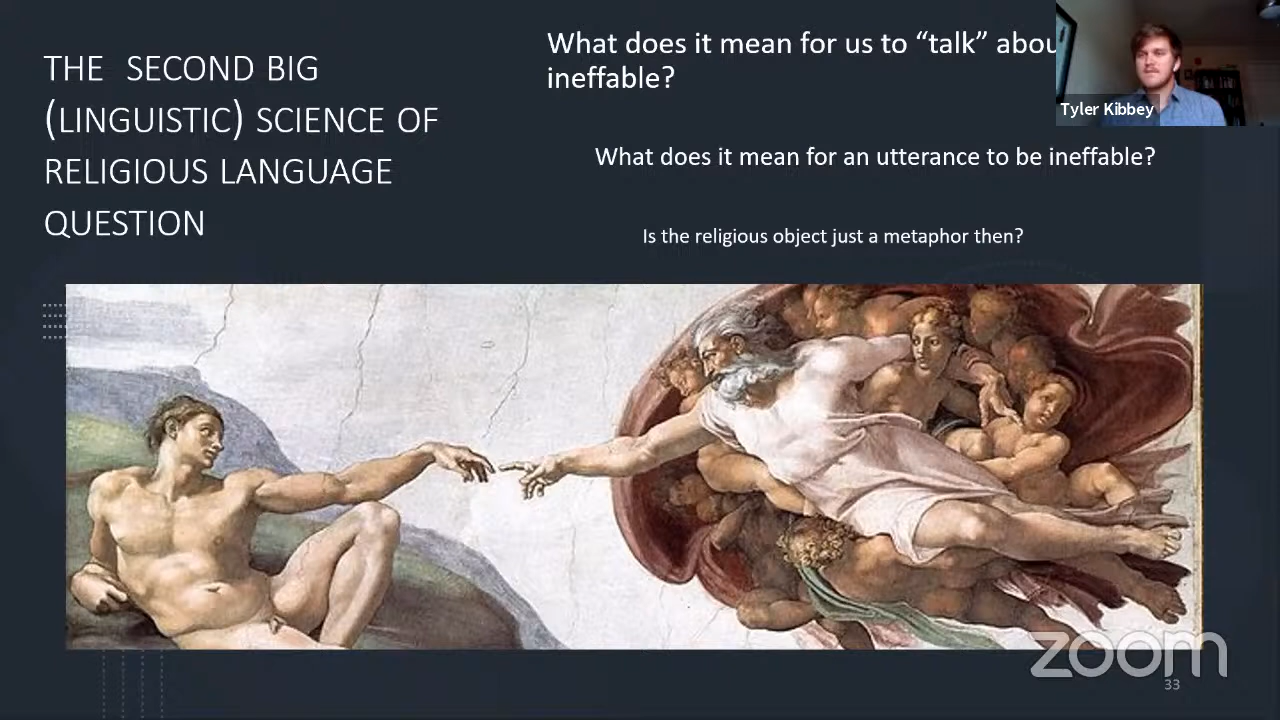 THE SECOND BIG
(LINGUISTIC) SCIENCE OF
RELIGIOUS LANGUAGE
QUESTION
What does it mean for us to “talk” abou
ineffable?
What does it mean for an utterance to be ineffable?
Is the religious object just a metaphor then?
Tyler Kibbey
zoom
33